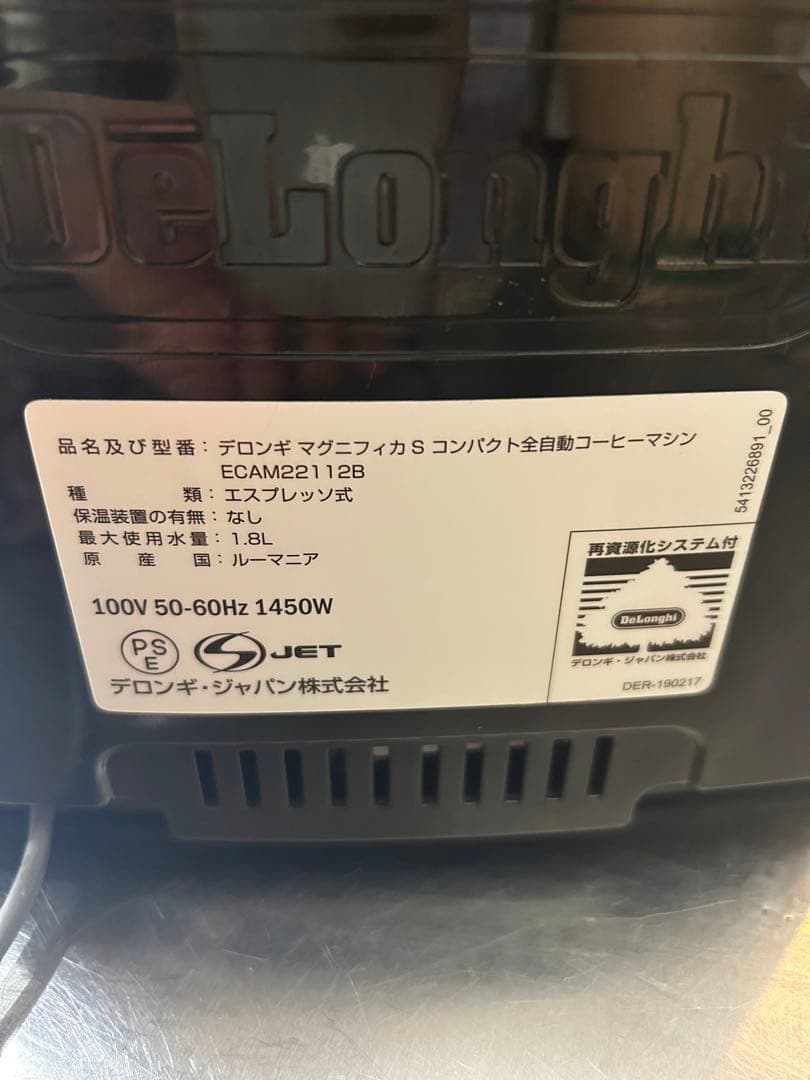 DeLonghi
品名及び型番：デロンギ マグニフィカ S コンパクト全自動コーヒーマシン
ECAM22112B
種類：エスプレッソ式
保温装置の有無：なし
最大使用水量：1.8L
原産国：ルーマニア
100V 50-60Hz 1450W
PSE
S JET
デロンギ・ジャパン株式会社
5413226891_00
再資源化システム付
DeLonghi
デロンギ・ジャパン株式会社
DER-190217